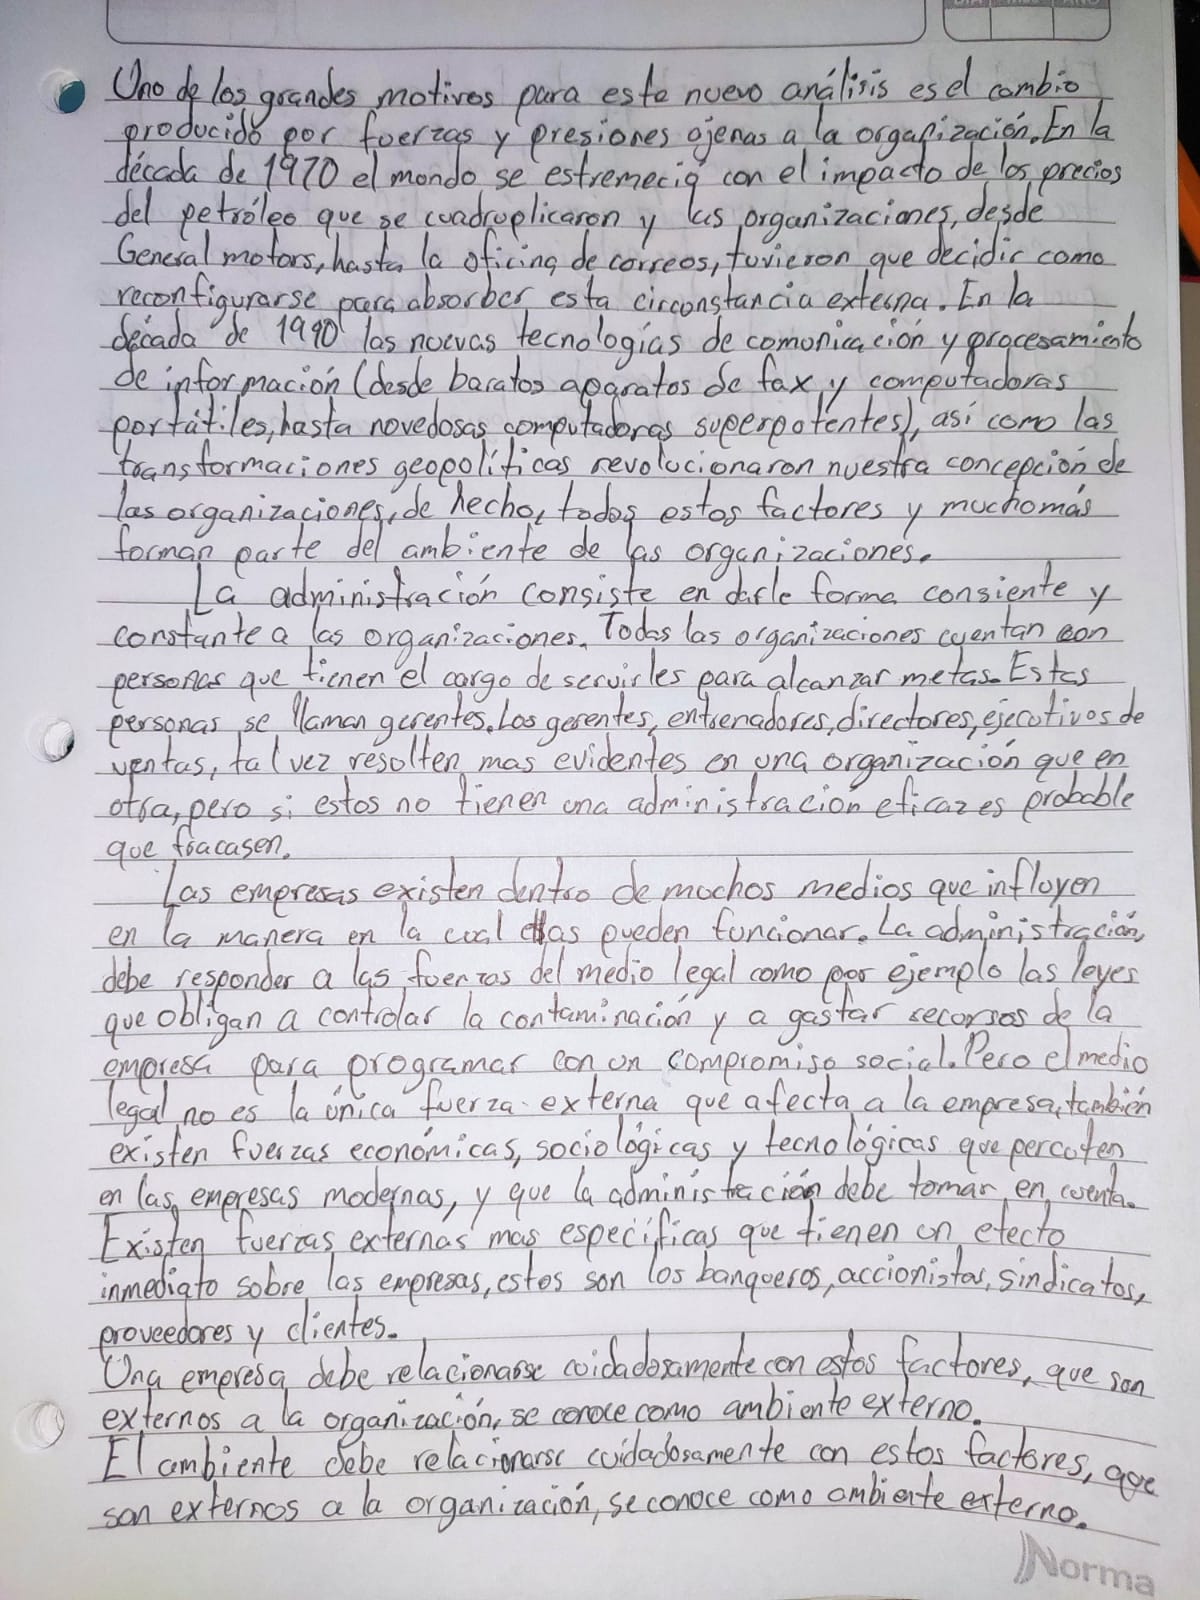 DIA MES AÑO
Uno de los grandes motivos para este nuevo análisis es el cambio
producido por fuerzas y presiones ajenas a la organización. En la
década de 1970 el mundo se estremeció con el impacto de los precios
del petróleo que se cuadruplicaron y las organizaciones, desde
General motors, hasta la oficina de correos, tuvieron que decidir como
reconfigurarse para absorber esta circunstancia externa. En la
década de 1990 las nuevas tecnologías de comunicación y procesamiento
de información (desde baratos aparatos de fax y computadoras
portátiles, hasta novedosas computadoras superpotentes), así como las
transformaciones geopolíticas revolucionaron nuestra concepción de
las organizaciones, de hecho, todos estos factores y mucho más
forman parte del ambiente de las organizaciones.
La administración consiste en darle forma consiente y
constante a las organizaciones. Todas las organizaciones cuentan con
personas que tienen el cargo de servirles para alcanzar metas. Estas
personas se llaman gerentes. Los gerentes, entrenadores, directores, ejecutivos de
ventas, tal vez resulten mas evidentes en una organización que en
otra, pero si estos no tienen una administración eficaz es probable
que fracasen.
Las empresas existen dentro de muchos medios que influyen
en la manera en la cual ellas pueden funcionar. La administración,
debe responder a las fuerzas del medio legal como por ejemplo las leyes
que obligan a controlar la contaminación y a gastar recursos de la
empresa para programar con un compromiso social. Pero el medio
legal no es la única fuerza externa que afecta a la empresa, también
existen fuerzas económicas, sociológicas y tecnológicas que percuten
en las empresas modernas, y que la administración debe tomar en cuenta.
Existen fuerzas externas mas específicas que tienen un efecto
inmediato sobre las empresas, estos son los banqueros, accionistas, sindicatos,
proveedores y clientes.
Una empresa debe relacionarse cuidadosamente con estos factores, que son
externos a la organización, se conoce como ambiente externo.
El ambiente debe relacionarse cuidadosamente con estos factores, que
son externos a la organización, se conoce como ambiente externo.
Norma